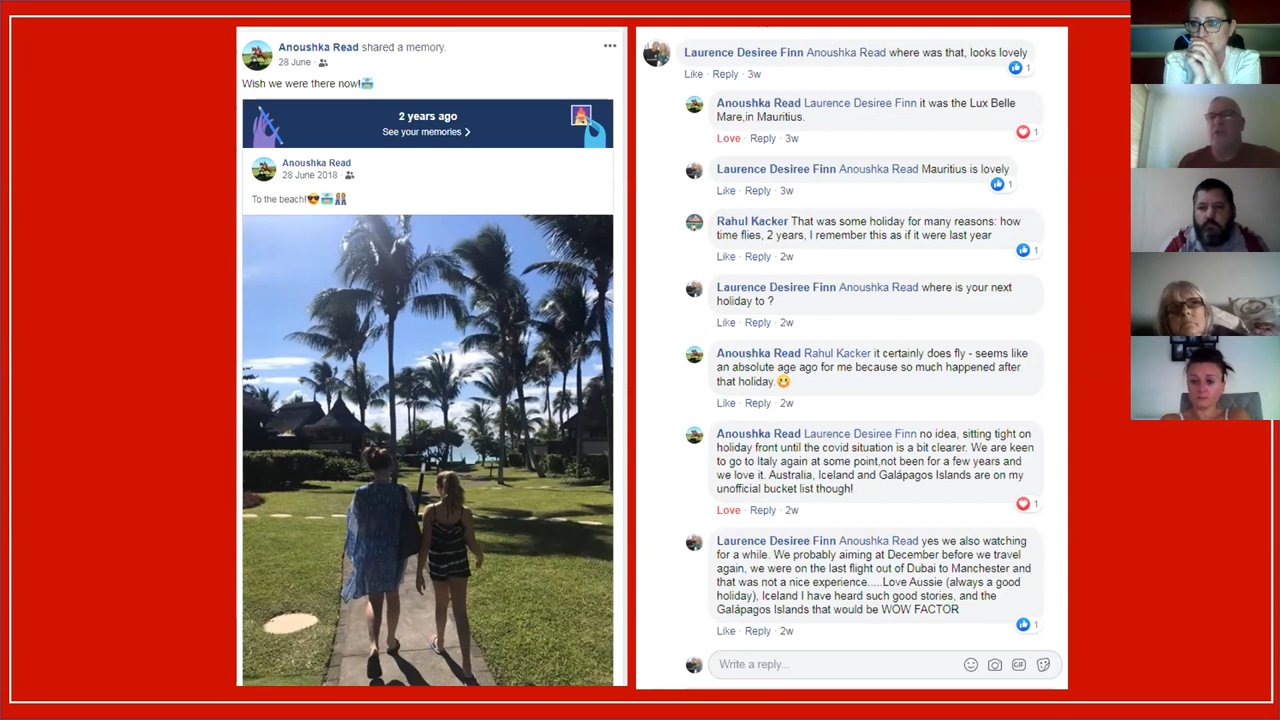 Anoushka Read shared a memory.
28 June ·
Wish we were there now!
2 years ago
See your memories
Anoushka Read
28 June 2018 ·
To the beach!
Laurence Desiree Finn Anoushka Read where was that, looks lovely
1
Like · Reply · 3w
Anoushka Read Laurence Desiree Finn it was the Lux Belle
Mare,in Mauritius.
1
Love · Reply · 3w
Laurence Desiree Finn Anoushka Read Mauritius is lovely
1
Like · Reply · 3w
Rahul Kacker That was some holiday for many reasons: how
time flies, 2 years, I remember this as if it were last year
1
Like · Reply · 2w
Laurence Desiree Finn Anoushka Read where is your next
holiday to ?
Like · Reply · 2w
Anoushka Read Rahul Kacker it certainly does fly - seems like
an absolute age ago for me because so much happened after
that holiday.
Like · Reply · 2w
Anoushka Read Laurence Desiree Finn no idea, sitting tight on
holiday front until the covid situation is a bit clearer. We are keen
to go to Italy again at some point,not been for a few years and
we love it. Australia, Iceland and Galápagos Islands are on my
unofficial bucket list though!
1
Love · Reply · 2w
Laurence Desiree Finn Anoushka Read yes we also watching
for a while. We probably aiming at December before we travel
again, we were on the last flight out of Dubai to Manchester and
that was not a nice experience.....Love Aussie (always a good
holiday), Iceland I have heard such good stories, and the
Galápagos Islands that would be WOW FACTOR
1
Like · Reply · 2w
Write a reply...
GIF